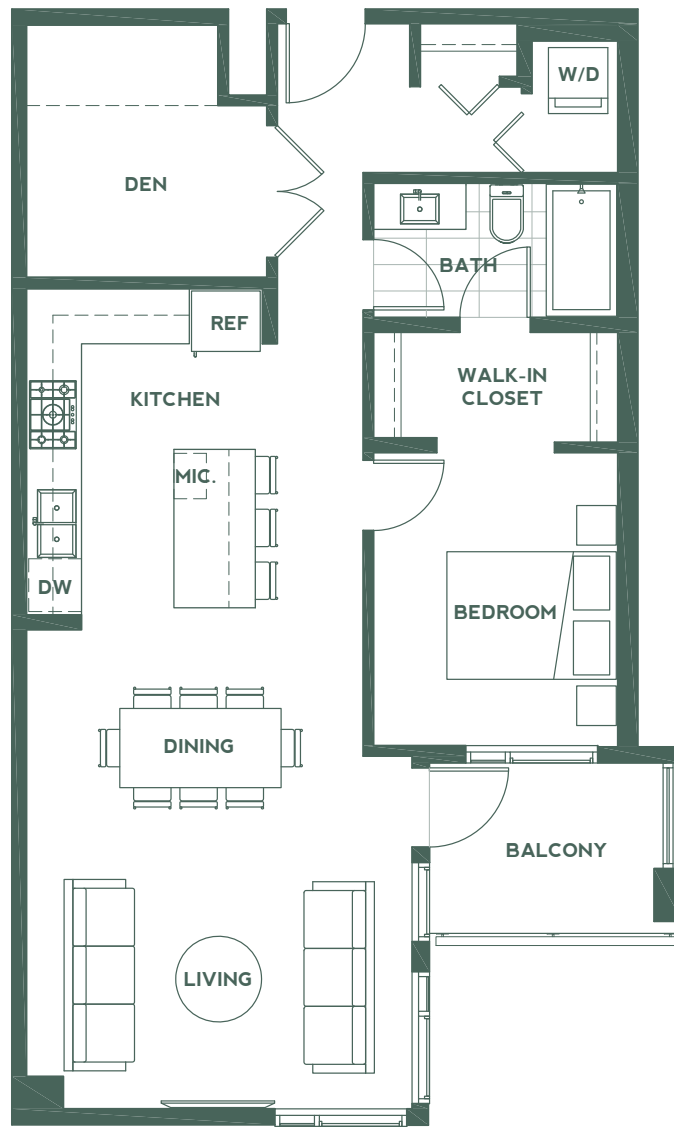 W/D
DEN
BATH
REF
WALK-IN
CLOSET
KITCHEN
MIC.
DW
BEDROOM
DINING
BALCONY
LIVING